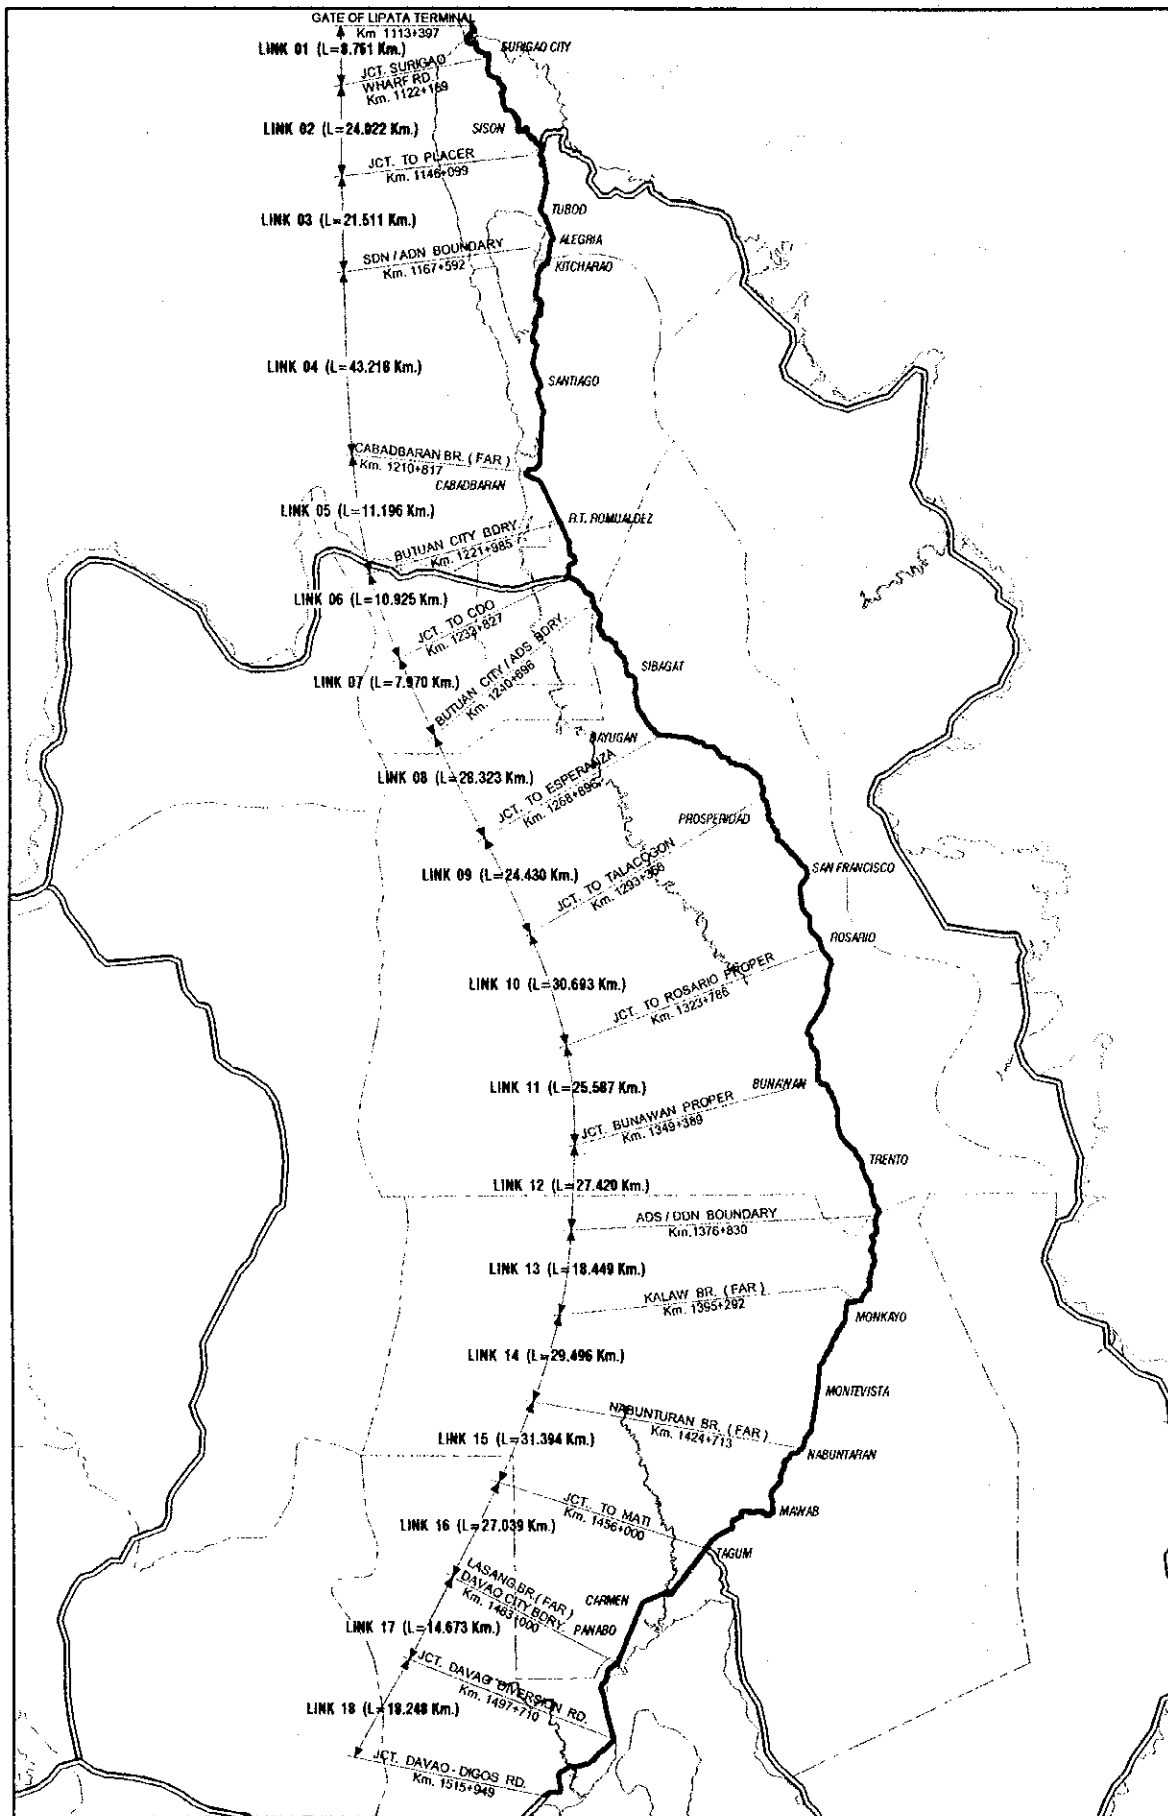 GATE OF LIPATA TERMINAL
Km 1113+397
LINK 01 (L=8.761 Km.)
SURIGAO CITY
JCT. SURIGAO
WHARF RD.
Km. 1122+169
LINK 02 (L=24.022 Km.)
SISON
JCT. TO PLACER
Km. 1146+099
TUBOD
LINK 03 (L=21.511 Km.)
ALEGRIA
SDN / ADN BOUNDARY
Km. 1167+592
KITCHARAO
LINK 04 (L=43.218 Km.)
SANTIAGO
CABADBARAN BR. ( FAR )
Km. 1210+817
CABADBARAN
LINK 05 (L=11.196 Km.)
R.T. ROMUALDEZ
BUTUAN CITY BDRY.
Km. 1221+985
LINK 06 (L=10.925 Km.)
JCT. TO CDO
Km. 1232+827
SIBAGAT
LINK 07 (L=7.970 Km.)
BUTUAN CITY / ADS BDRY.
Km. 1240+696
BAYUGAN
LINK 08 (L=28.323 Km.)
JCT. TO ESPERANZA
Km. 1268+896
PROSPERIDAD
LINK 09 (L=24.430 Km.)
SAN FRANCISCO
JCT. TO TALACOGON
Km. 1293+368
ROSARIO
LINK 10 (L=30.693 Km.)
JCT. TO ROSARIO PROPER
Km. 1323+786
LINK 11 (L=25.587 Km.)
BUNAWAN
JCT. BUNAWAN PROPER
Km. 1349+389
TRENTO
LINK 12 (L=27.420 Km.)
ADS / DDN BOUNDARY
Km.1376+830
LINK 13 (L=18.449 Km.)
KALAW BR. ( FAR )
Km. 1395+292
MONKAYO
LINK 14 (L=29.496 Km.)
MONTEVISTA
NABUNTURAN BR. ( FAR )
Km. 1424+713
LINK 15 (L=31.394 Km.)
NABUNTARAN
JCT. TO MATI
Km. 1456+000
MAWAB
LINK 16 (L=27.039 Km.)
TAGUM
LASANG BR.( FAR )
DAVAO CITY BDRY.
Km. 1483+000
CARMEN
PANABO
LINK 17 (L=14.673 Km.)
JCT. DAVAO DIVERSION RD.
Km. 1497+710
LINK 18 (L=18.248 Km.)
JCT. DAVAO - DIGOS RD.
Km. 1515+949